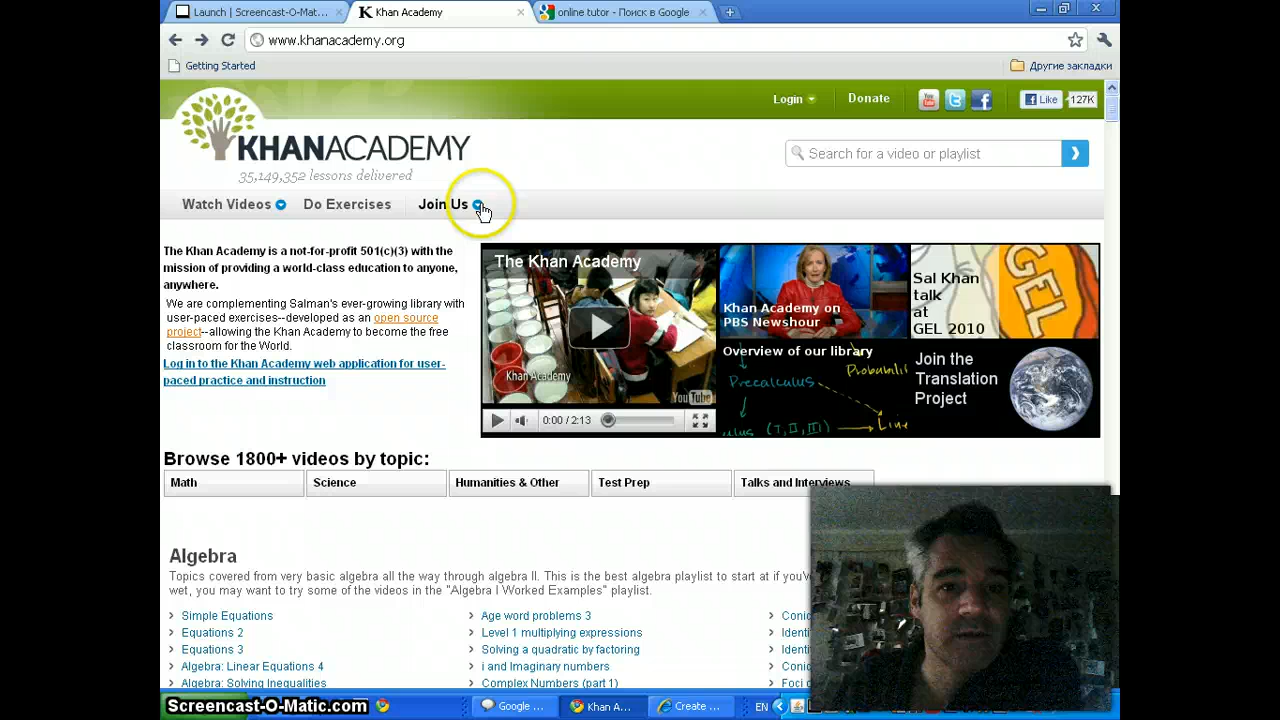 Launch | Screencast-O-Mat...
Khan Academy
online tutor - Поиск в Google
www.khanacademy.org
Getting Started
Другие закладки
Login
Donate
You Tube
Like
127K
KHANACADEMY
35,149,352 lessons delivered
Search for a video or playlist
Watch Videos
Do Exercises
Join Us
The Khan Academy is a not-for-profit 501(c)(3) with the
mission of providing a world-class education to anyone,
anywhere.
We are complementing Salman's ever-growing library with
user-paced exercises--developed as an open source
project--allowing the Khan Academy to become the free
classroom for the World.
Log in to the Khan Academy web application for user-
paced practice and instruction
The Khan Academy
Khan Academy
YouTube
0:00 / 2:13
Khan Academy on
PBS Newshour
Sal Khan
talk
at
GEL 2010
GEL
Overview of our library
Precalculus
(I, II, III)
Join the
Translation
Project
Browse 1800+ videos by topic:
Math
Science
Humanities & Other
Test Prep
Talks and Interviews
Algebra
Topics covered from very basic algebra all the way through algebra II. This is the best algebra playlist to start at if
wet, you may want to try some of the videos in the "Algebra I Worked Examples" playlist.
Simple Equations
Age word problems 3
Equations 2
Level 1 multiplying expressions
Equations 3
Solving a quadratic by factoring
Algebra: Linear Equations 4
i and Imaginary numbers
Algebra: Solving Inequalities
Complex Numbers (part 1)
Foci
Screencast-O-Matic.com
Google ...
Khan A...
Create ...
EN